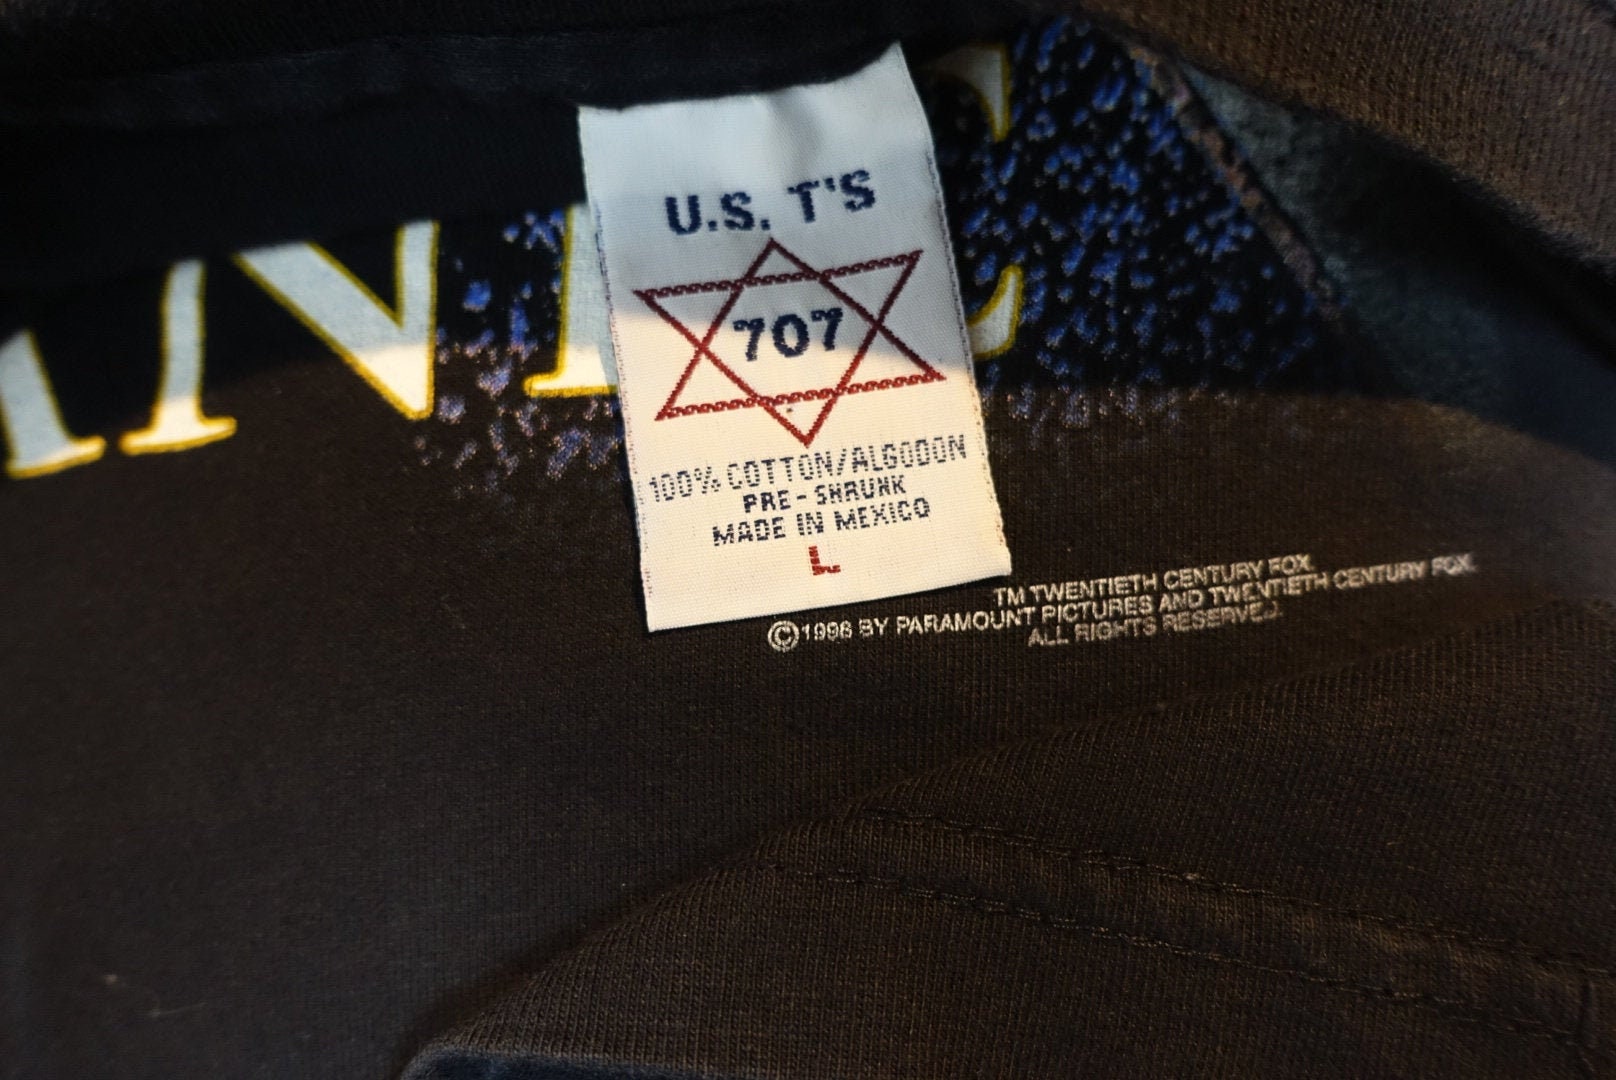 U.S. T'S
707
100% COTTON/ALGODON
PRE-SHRUNK
MADE IN MEXICO
L
TM TWENTIETH CENTURY FOX.
©1998 BY PARAMOUNT PICTURES AND TWENTIETH CENTURY FOX.
ALL RIGHTS RESERVED.